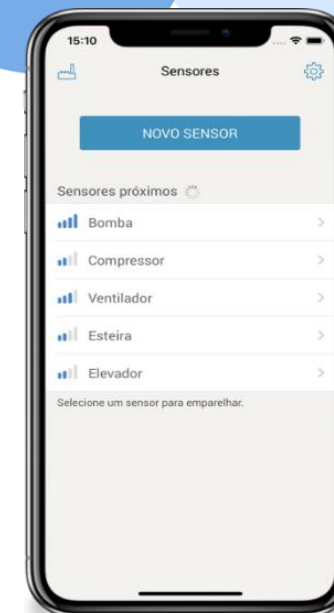 15:10
Sensores
NOVO SENSOR
Sensores próximos
Bomba
Compressor
Ventilador
Esteira
Elevador
Selecione um sensor para emparelhar.